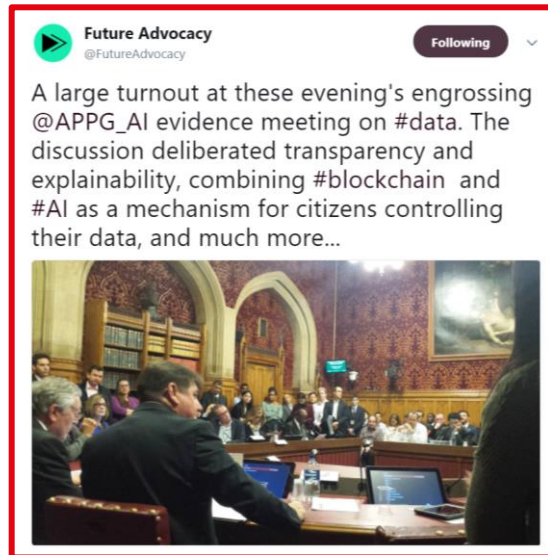 Future Advocacy
@FutureAdvocacy
Following
A large turnout at these evening's engrossing
@APPG_AI evidence meeting on #data. The
discussion deliberated transparency and
explainability, combining #blockchain and
#AI as a mechanism for citizens controlling
their data, and much more...